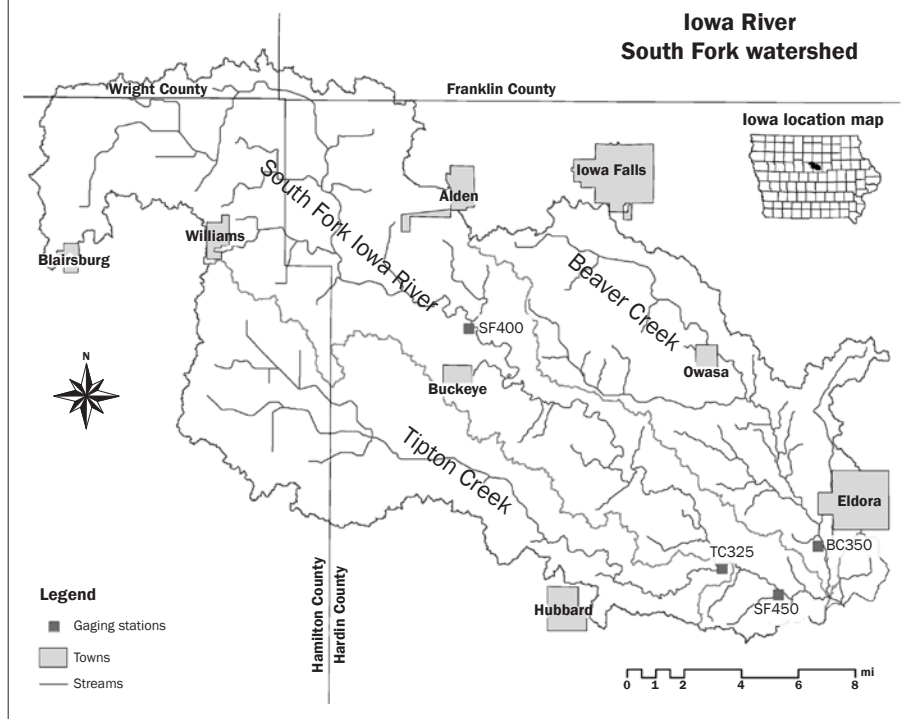 Iowa River
South Fork watershed
Wright County
Franklin County
Iowa location map
Iowa Falls
Alden
South Fork Iowa River
Williams
Blairsburg
Beaver Creek
SF400
Owasa
Buckeye
N
Tipton Creek
Eldora
BC350
TC325
SF450
Hubbard
Hamilton County
Hardin County
Legend
Gaging stations
Towns
Streams
mi
0 1 2 4 6 8